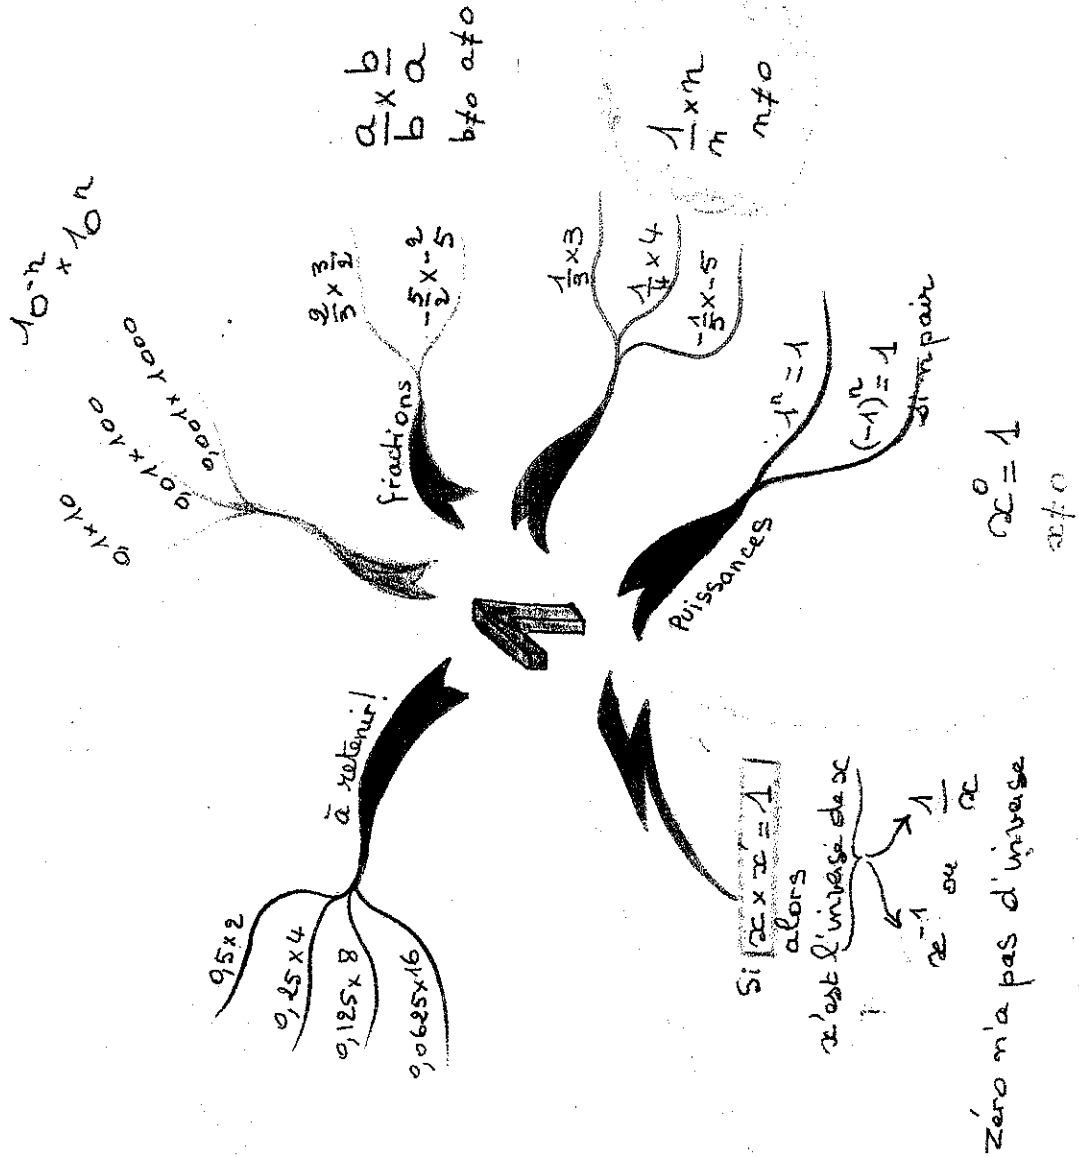 à retenir!
0,5×2
0,25×4
0,125×8
0,0625×16
10⁻ⁿ × 10ⁿ
0,1×10
0,01×100
0,001×1000
fractions
2/3 × 3/2
-5/2 × -2/5
a/b × b/a
b≠0 a≠0
1
1/3 ×3
1/4 × 4
-1/5 ×-5
1/n ×n
n≠0
Puissances
1ⁿ = 1
(-1)ⁿ = 1
si n pair
x⁰ = 1
x≠0
Si x × x = 1
alors
x'est l'inverse de x
x⁻¹ ou 1/x
Zéro n'a pas d'inverse